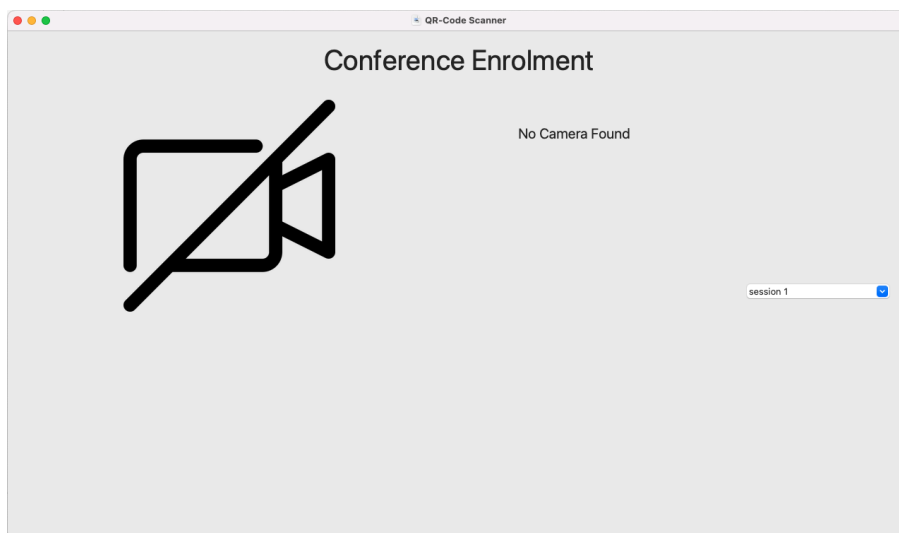 QR-Code Scanner
Conference Enrolment
No Camera Found
session 1